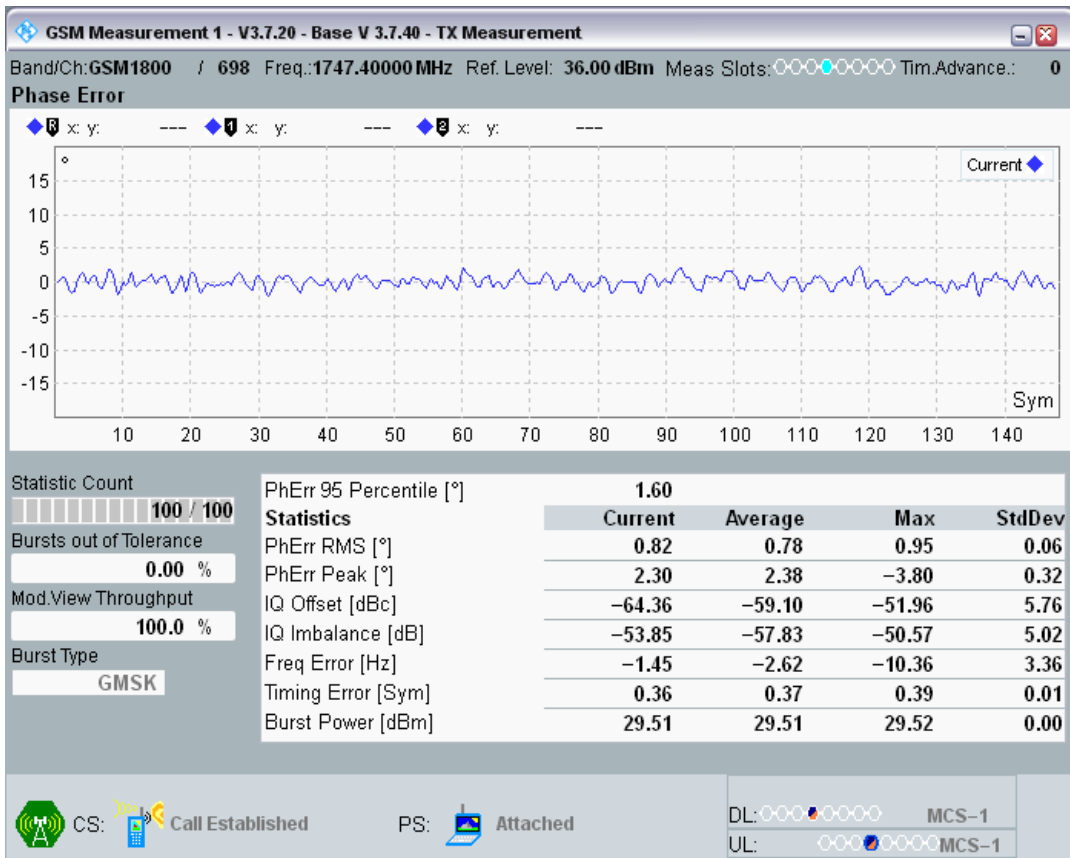 GSM Measurement 1 - V3.7.20 - Base V 3.7.40 - TX Measurement
Band/Ch:GSM1800 / 698 Freq.:1747.40000 MHz Ref. Level: 36.00 dBm Meas Slots: Tim.Advance.: 0
Phase Error
R x: y: --- 1 x: y: --- 2 x: y: ---
° Current
15
10
5
0
-5
-10
-15
Sym
10 20 30 40 50 60 70 80 90 100 110 120 130 140
Statistic Count
100 / 100
Bursts out of Tolerance
0.00 %
Mod.View Throughput
100.0 %
Burst Type
GMSK
PhErr 95 Percentile [°] 1.60
Statistics Current Average Max StdDev
PhErr RMS [°] 0.82 0.78 0.95 0.06
PhErr Peak [°] 2.30 2.38 −3.80 0.32
IQ Offset [dBc] −64.36 −59.10 −51.96 5.76
IQ Imbalance [dB] −53.85 −57.83 −50.57 5.02
Freq Error [Hz] −1.45 −2.62 −10.36 3.36
Timing Error [Sym] 0.36 0.37 0.39 0.01
Burst Power [dBm] 29.51 29.51 29.52 0.00
CS: Call Established PS: Attached
DL: MCS−1
UL: MCS−1